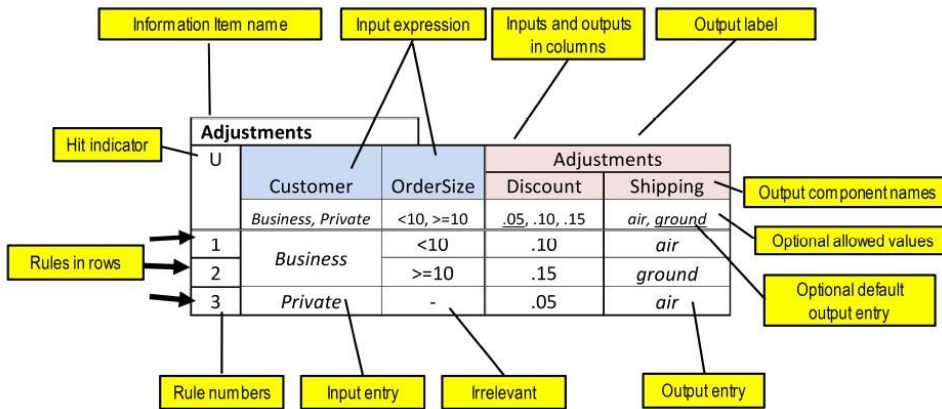 Information Item name
Input expression
Inputs and outputs
in columns
Output label
Adjustments
Hit indicator
U
Adjustments
Customer
OrderSize
Discount
Shipping
Output component names
Business, Private
<10, >=10
.05, .10, .15
air, ground
Optional allowed values
Rules in rows
1
Business
<10
.10
air
2
>=10
.15
ground
Optional default
output entry
3
Private
-
.05
air
Rule numbers
Input entry
Irrelevant
Output entry